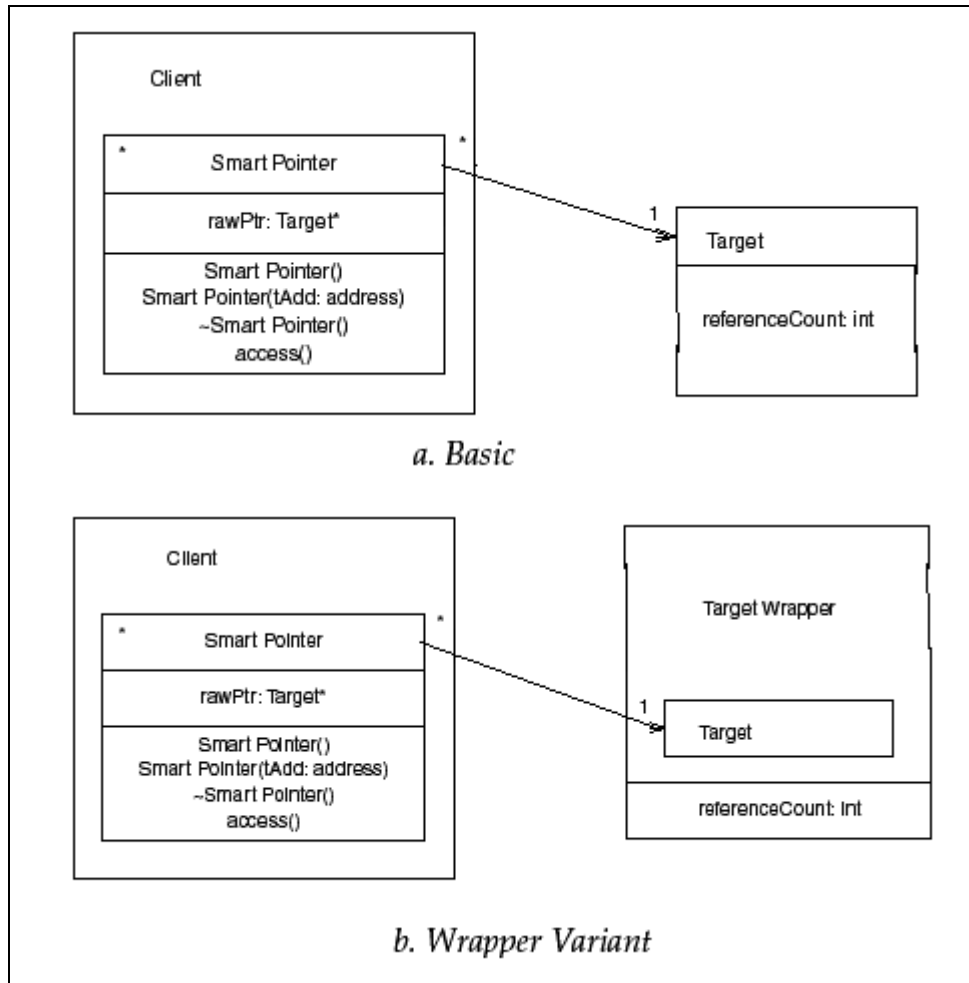 Client
* Smart Pointer *
rawPtr: Target*
Smart Pointer()
Smart Pointer(tAdd: address)
~Smart Pointer()
access()
1
Target
referenceCount: int
a. Basic
Client
* Smart Pointer *
rawPtr: Target*
Smart Pointer()
Smart Pointer(tAdd: address)
~Smart Pointer()
access()
Target Wrapper
1
Target
referenceCount: int
b. Wrapper Variant